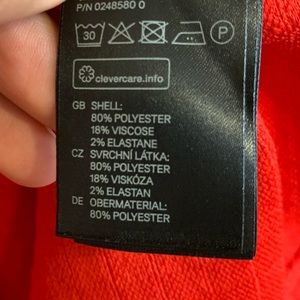 P/N 0248580 0
30
P
clevercare.info
GB SHELL:
80% POLYESTER
18% VISCOSE
2% ELASTANE
CZ SVRCHNÍ LÁTKA:
80% POLYESTER
18% VISKÓZA
2% ELASTAN
DE OBERMATERIAL:
80% POLYESTER